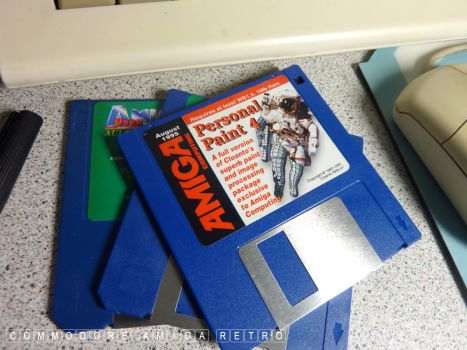 Requires at least WB1.3, 1Mb Ram
August
1995
AMIGA
COMPUTING
Personal
Paint 4
A full version
of Cloanto's
superb paint
and image
processing
package
exclusive
to Amiga
Computing
COMMODORE AMIGA RETRO